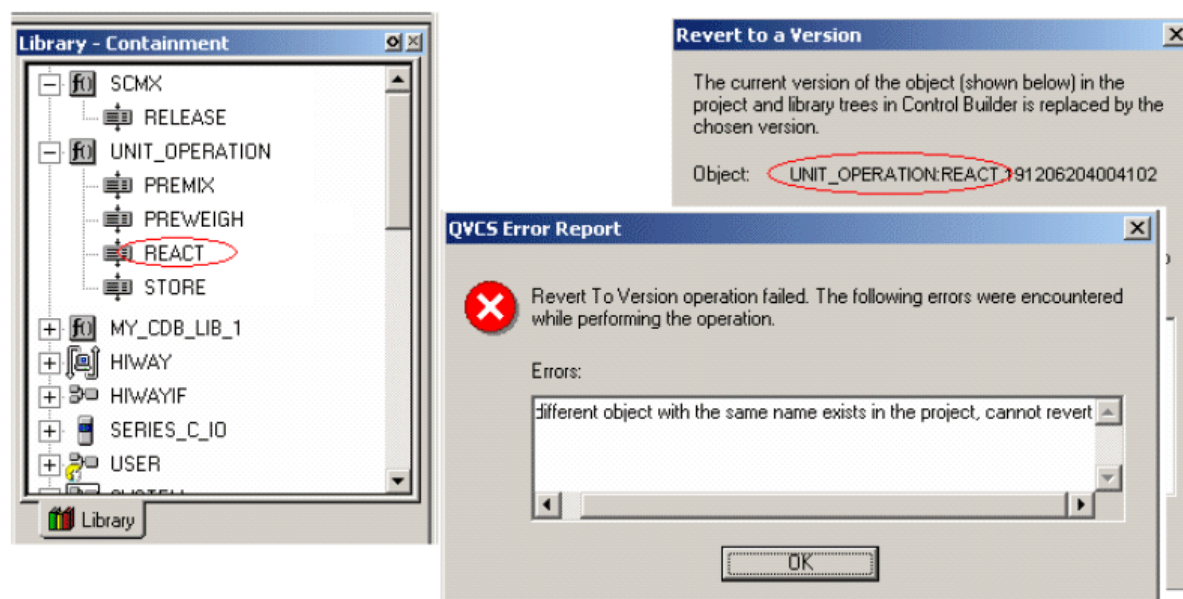 Library - Containment
f() SCMX
RELEASE
f() UNIT_OPERATION
PREMIX
PREWEIGH
REACT
STORE
f() MY_CDB_LIB_1
HIWAY
HIWAYIF
SERIES_C_IO
USER
Library
Revert to a Version
The current version of the object (shown below) in the
project and library trees in Control Builder is replaced by the
chosen version.
Object: UNIT_OPERATION:REACT.191206204004102
QVCS Error Report
Revert To Version operation failed. The following errors were encountered
while performing the operation.
Errors:
different object with the same name exists in the project, cannot revert
OK